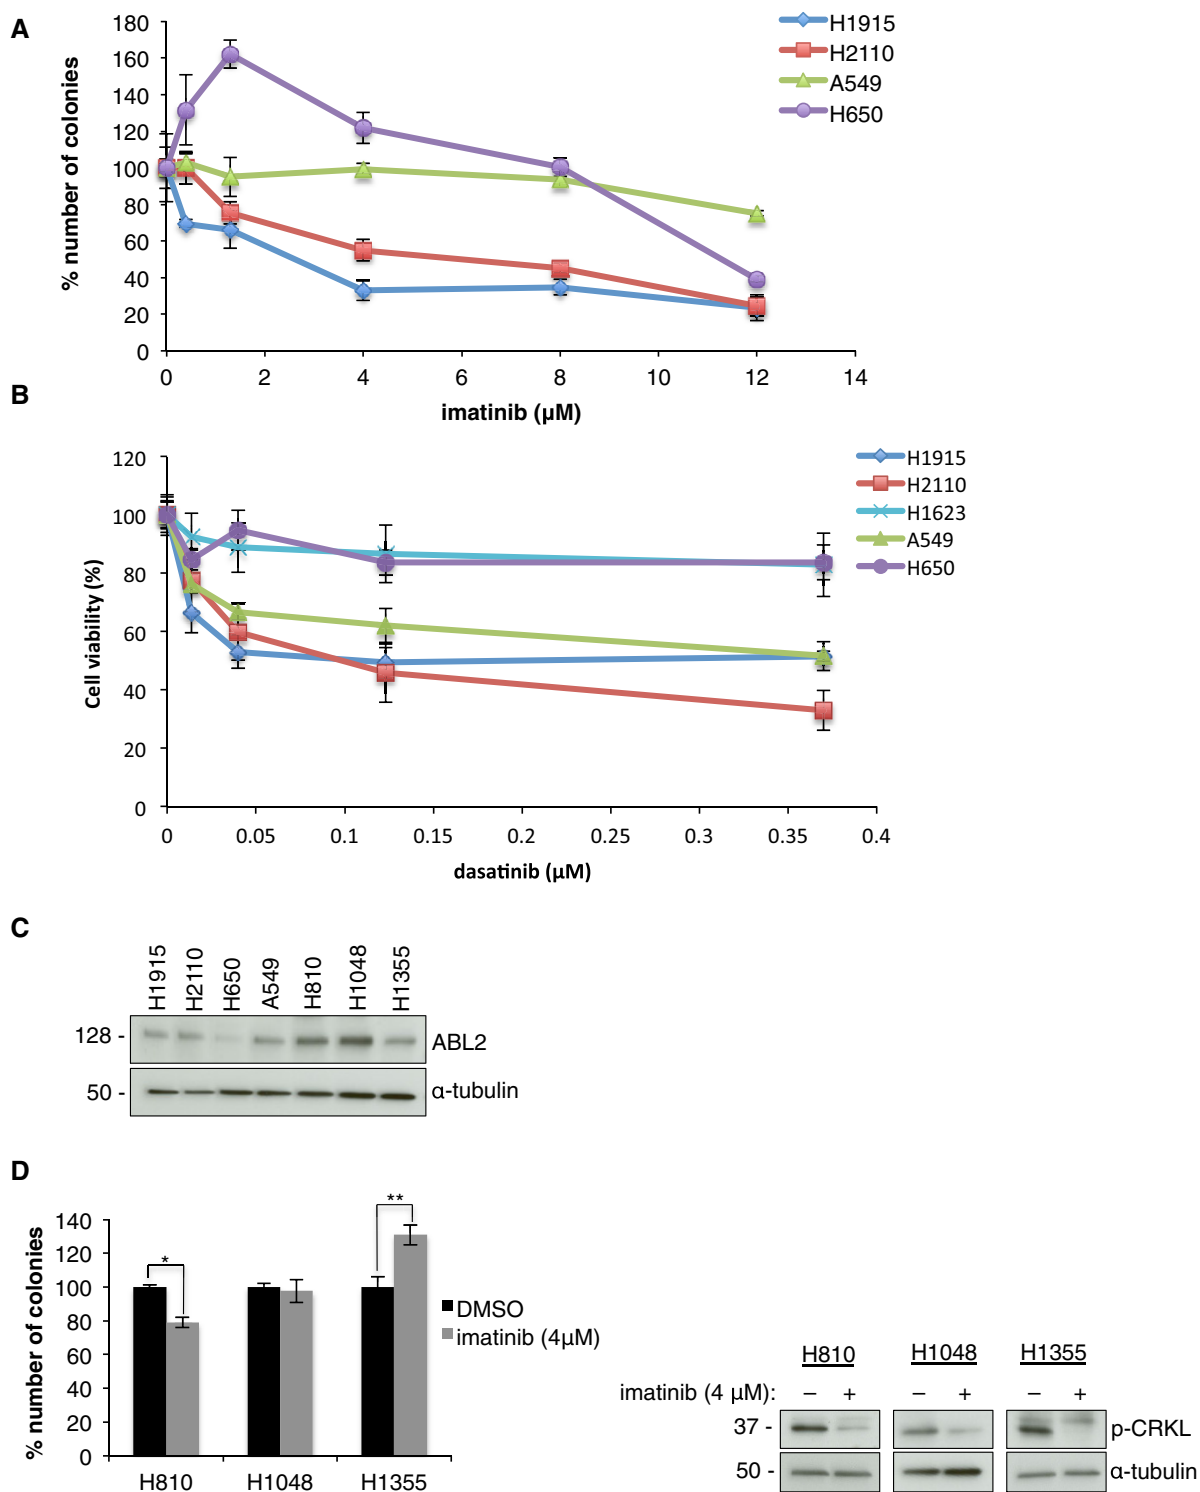 A
% number of colonies
180
160
140
120
100
80
60
40
20
0
0 2 4 6 8 10 12 14
imatinib (µM)
H1915
H2110
A549
H650
B
Cell viability (%)
120
100
80
60
40
20
0
0 0.05 0.1 0.15 0.2 0.25 0.3 0.35 0.4
dasatinib (µM)
H1915
H2110
H1623
A549
H650
C
H1915 H2110 H650 A549 H810 H1048 H1355
128 - ABL2
50 - α-tubulin
D
% number of colonies
140
120
100
80
60
40
20
0
* **
H810 H1048 H1355
DMSO
imatinib (4µM)
H810 H1048 H1355
imatinib (4 µM): – + – + – +
37 - p-CRKL
50 - α-tubulin